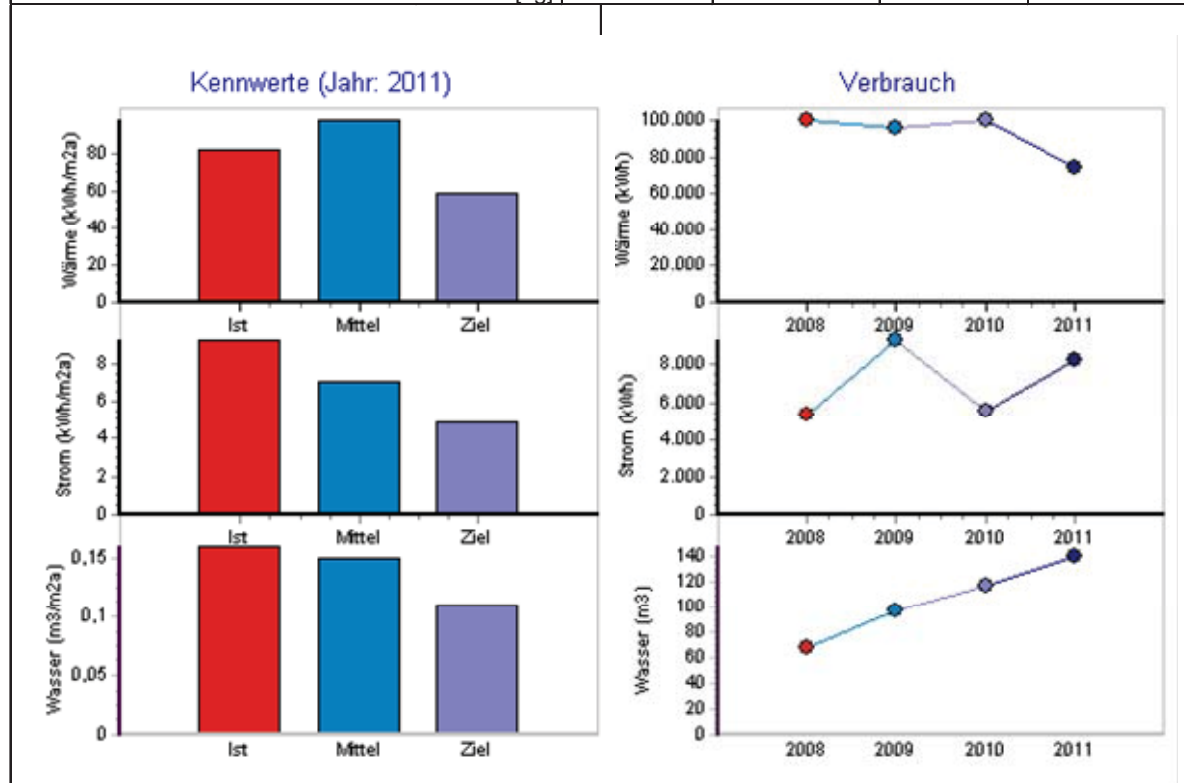 Kennwerte (Jahr: 2011)
Wärme (kWh/m2a)
80
60
40
20
0
Ist Mittel Ziel
Strom (kWh/m2a)
8
6
4
2
0
Ist Mittel Ziel
Wasser (m3/m2a)
0,15
0,1
0,05
0
Ist Mittel Ziel
Verbrauch
Wärme (kWh)
100.000
80.000
60.000
40.000
20.000
0
2008 2009 2010 2011
Strom (kWh)
8.000
6.000
4.000
2.000
0
2008 2009 2010 2011
Wasser (m3)
140
120
100
80
60
40
20
0
2008 2009 2010 2011